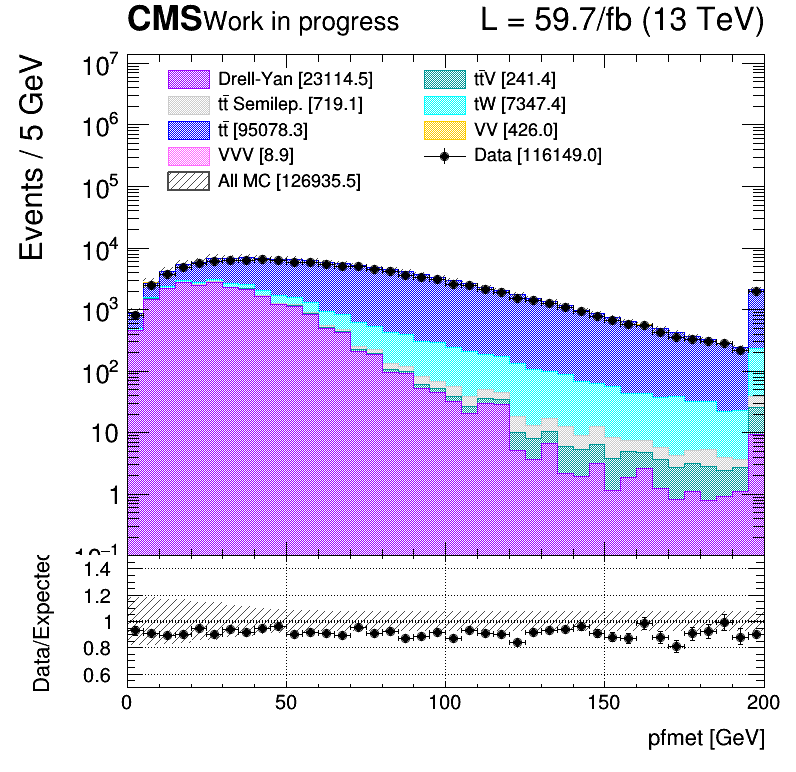 CMS Work in progress L = 59.7/fb (13 TeV)
Events / 5 GeV
10⁷
10⁶
10⁵
10⁴
10³
10²
10
1
10⁻¹
Drell-Yan [23114.5]
tt̄ Semilep. [719.1]
tt̄ [95078.3]
VVV [8.9]
All MC [126935.5]
tt̄V [241.4]
tW [7347.4]
VV [426.0]
Data [116149.0]
Data/Expected
1.4
1.2
1
0.8
0.6
0 50 100 150 200
pfmet [GeV]